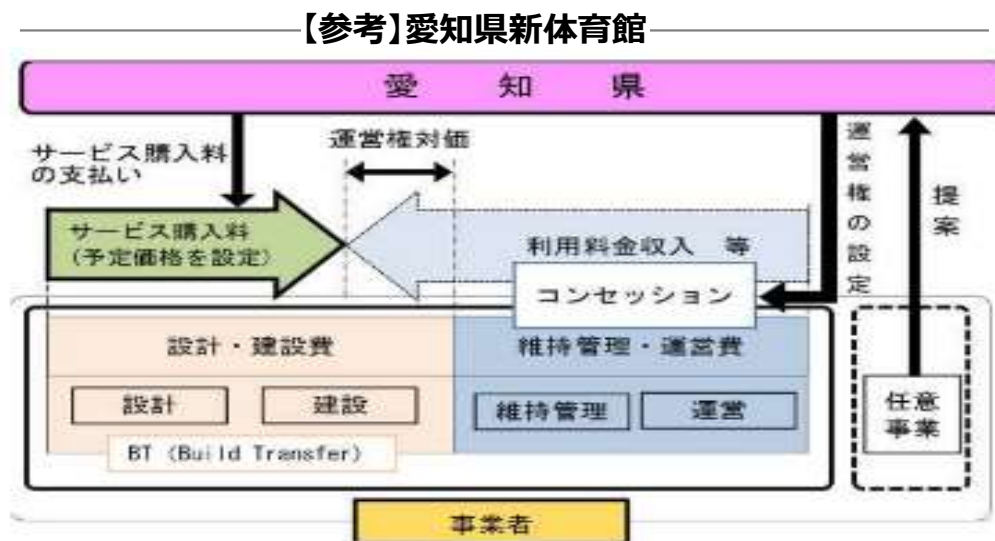 【参考】愛知県新体育館
愛知県
サービス購入料
の支払い
運営権対価
運営権の設定
提案
サービス購入料
(予定価格を設定)
利用料金収入 等
コンセッション
設計・建設費
維持管理・運営費
設計
建設
維持管理
運営
BT (Build Transfer)
任意
事業
事業者